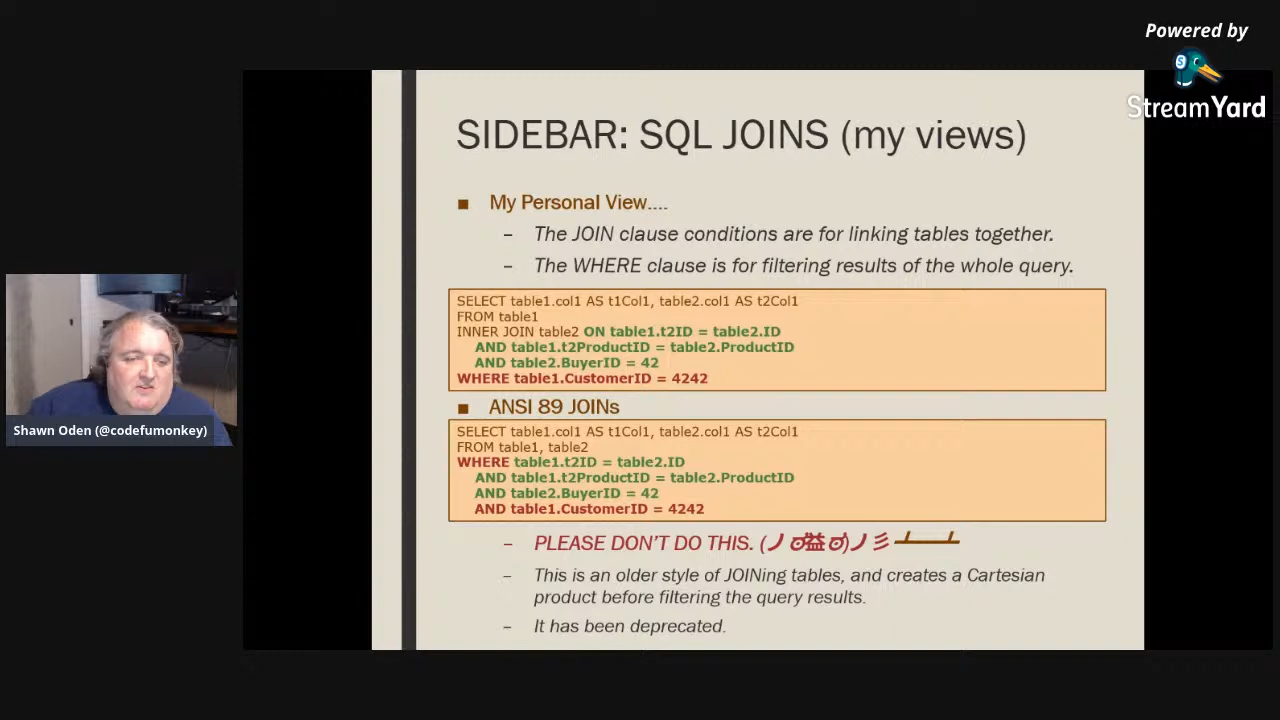 Powered by
StreamYard
SIDEBAR: SQL JOINS (my views)
■ My Personal View....
– The JOIN clause conditions are for linking tables together.
– The WHERE clause is for filtering results of the whole query.
SELECT table1.col1 AS t1Col1, table2.col1 AS t2Col1
FROM table1
INNER JOIN table2 ON table1.t2ID = table2.ID
AND table1.t2ProductID = table2.ProductID
AND table2.BuyerID = 42
WHERE table1.CustomerID = 4242
■ ANSI 89 JOINs
SELECT table1.col1 AS t1Col1, table2.col1 AS t2Col1
FROM table1, table2
WHERE table1.t2ID = table2.ID
AND table1.t2ProductID = table2.ProductID
AND table2.BuyerID = 42
AND table1.CustomerID = 4242
– PLEASE DON'T DO THIS. (ノಠ益ಠ)ノ彡┻━┻
– This is an older style of JOINing tables, and creates a Cartesian
product before filtering the query results.
– It has been deprecated.
Shawn Oden (@codefumonkey)